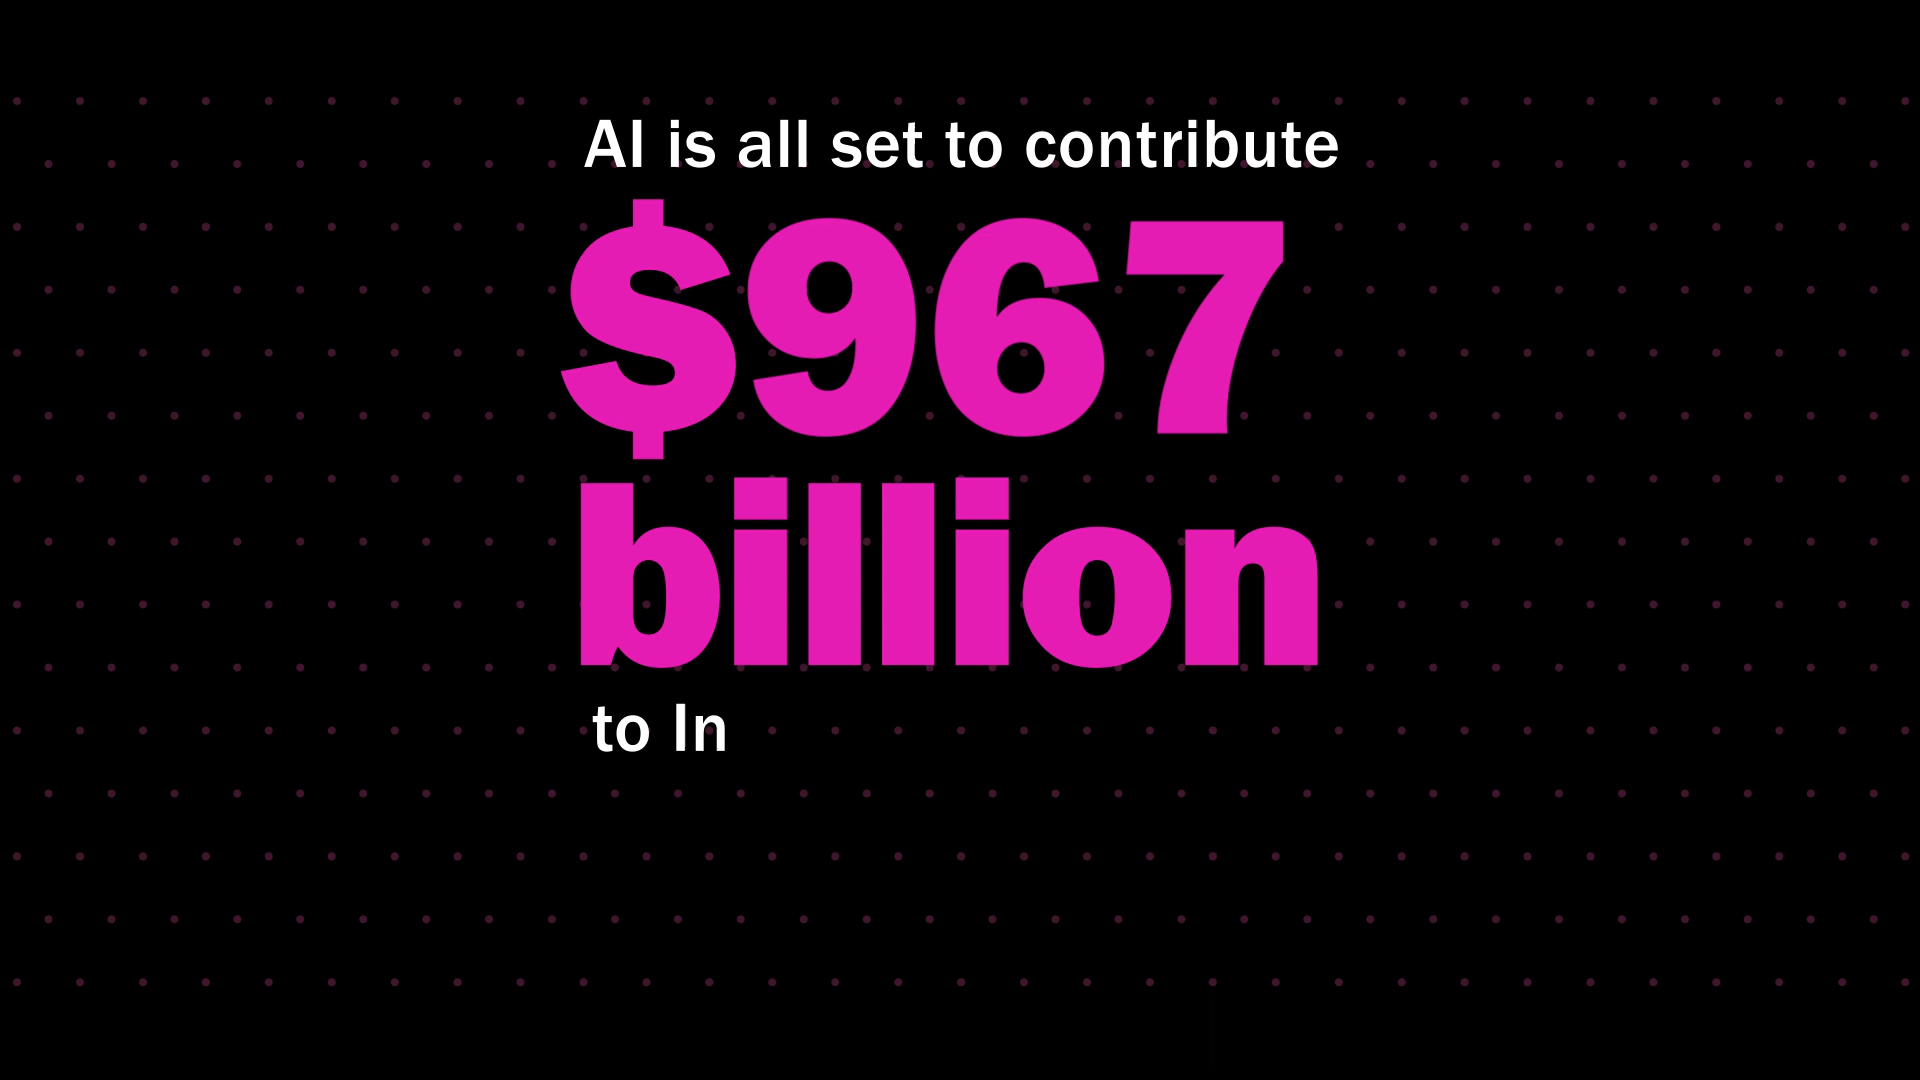 AI is all set to contribute
$967
billion
to In